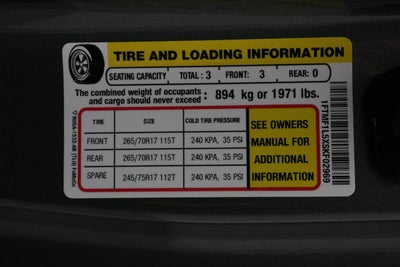 TIRE AND LOADING INFORMATION
SEATING CAPACITY TOTAL : 3 FRONT: 3 REAR: 0
The combined weight of occupants
and cargo should never exceed : 894 kg or 1971 lbs.
TIRE SIZE COLD TIRE PRESSURE
FRONT 265/70R17 115T 240 KPA, 35 PSI
REAR 265/70R17 115T 240 KPA, 35 PSI
SPARE 245/75R17 112T 240 KPA, 35 PSI
SEE OWNERS
MANUAL FOR
ADDITIONAL
INFORMATION
1FTMF1L5XSKF02969